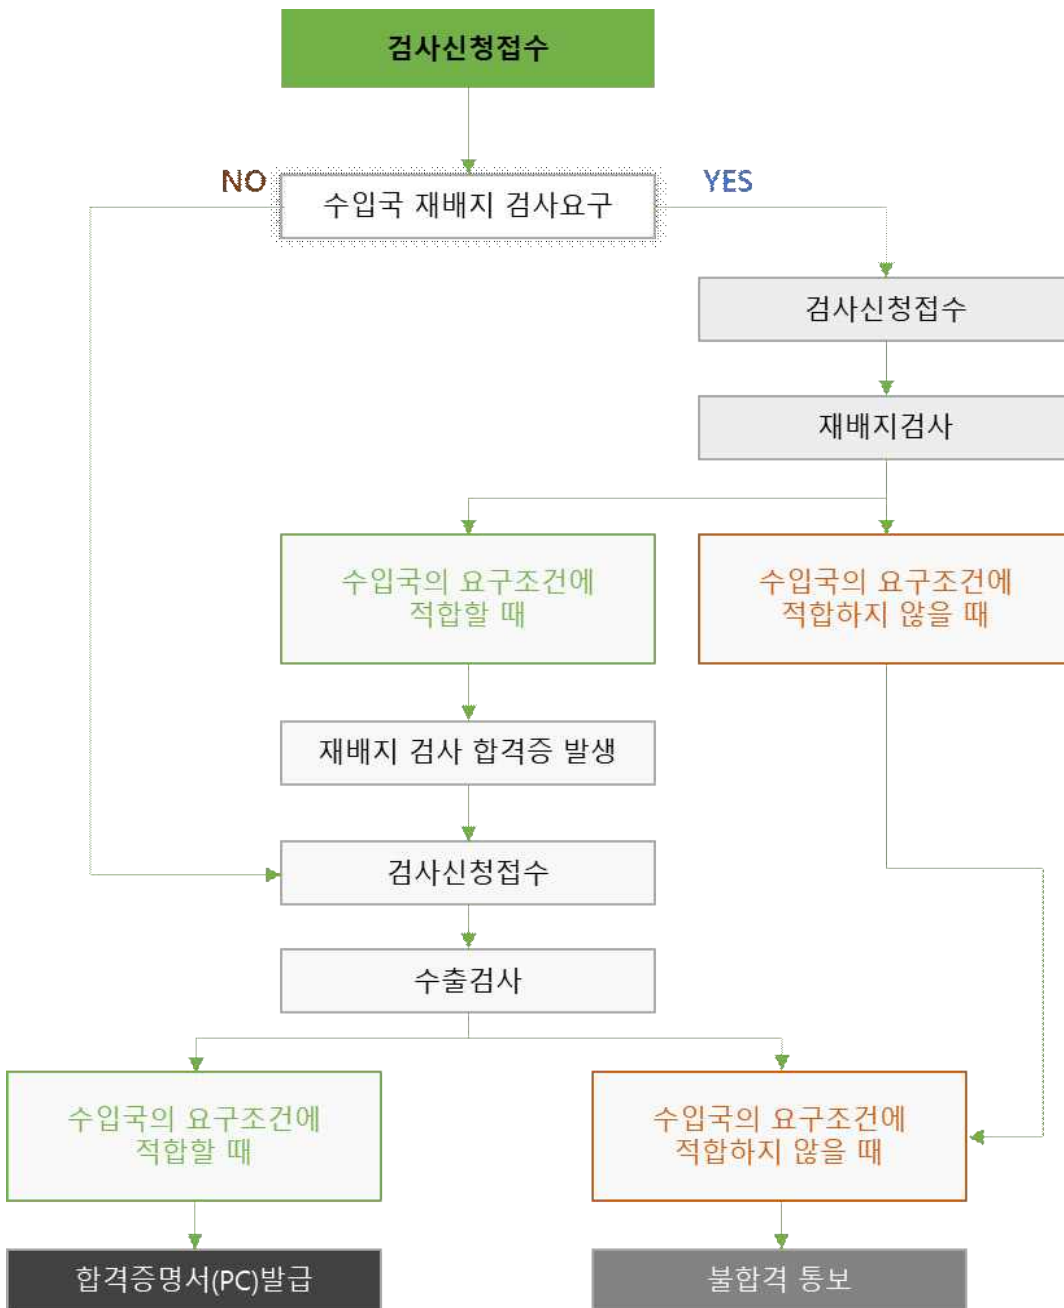 검사신청접수
NO
수입국 재배지 검사요구
YES
검사신청접수
재배지검사
수입국의 요구조건에
적합할 때
수입국의 요구조건에
적합하지 않을 때
재배지 검사 합격증 발생
검사신청접수
수출검사
수입국의 요구조건에
적합할 때
수입국의 요구조건에
적합하지 않을 때
합격증명서(PC)발급
불합격 통보